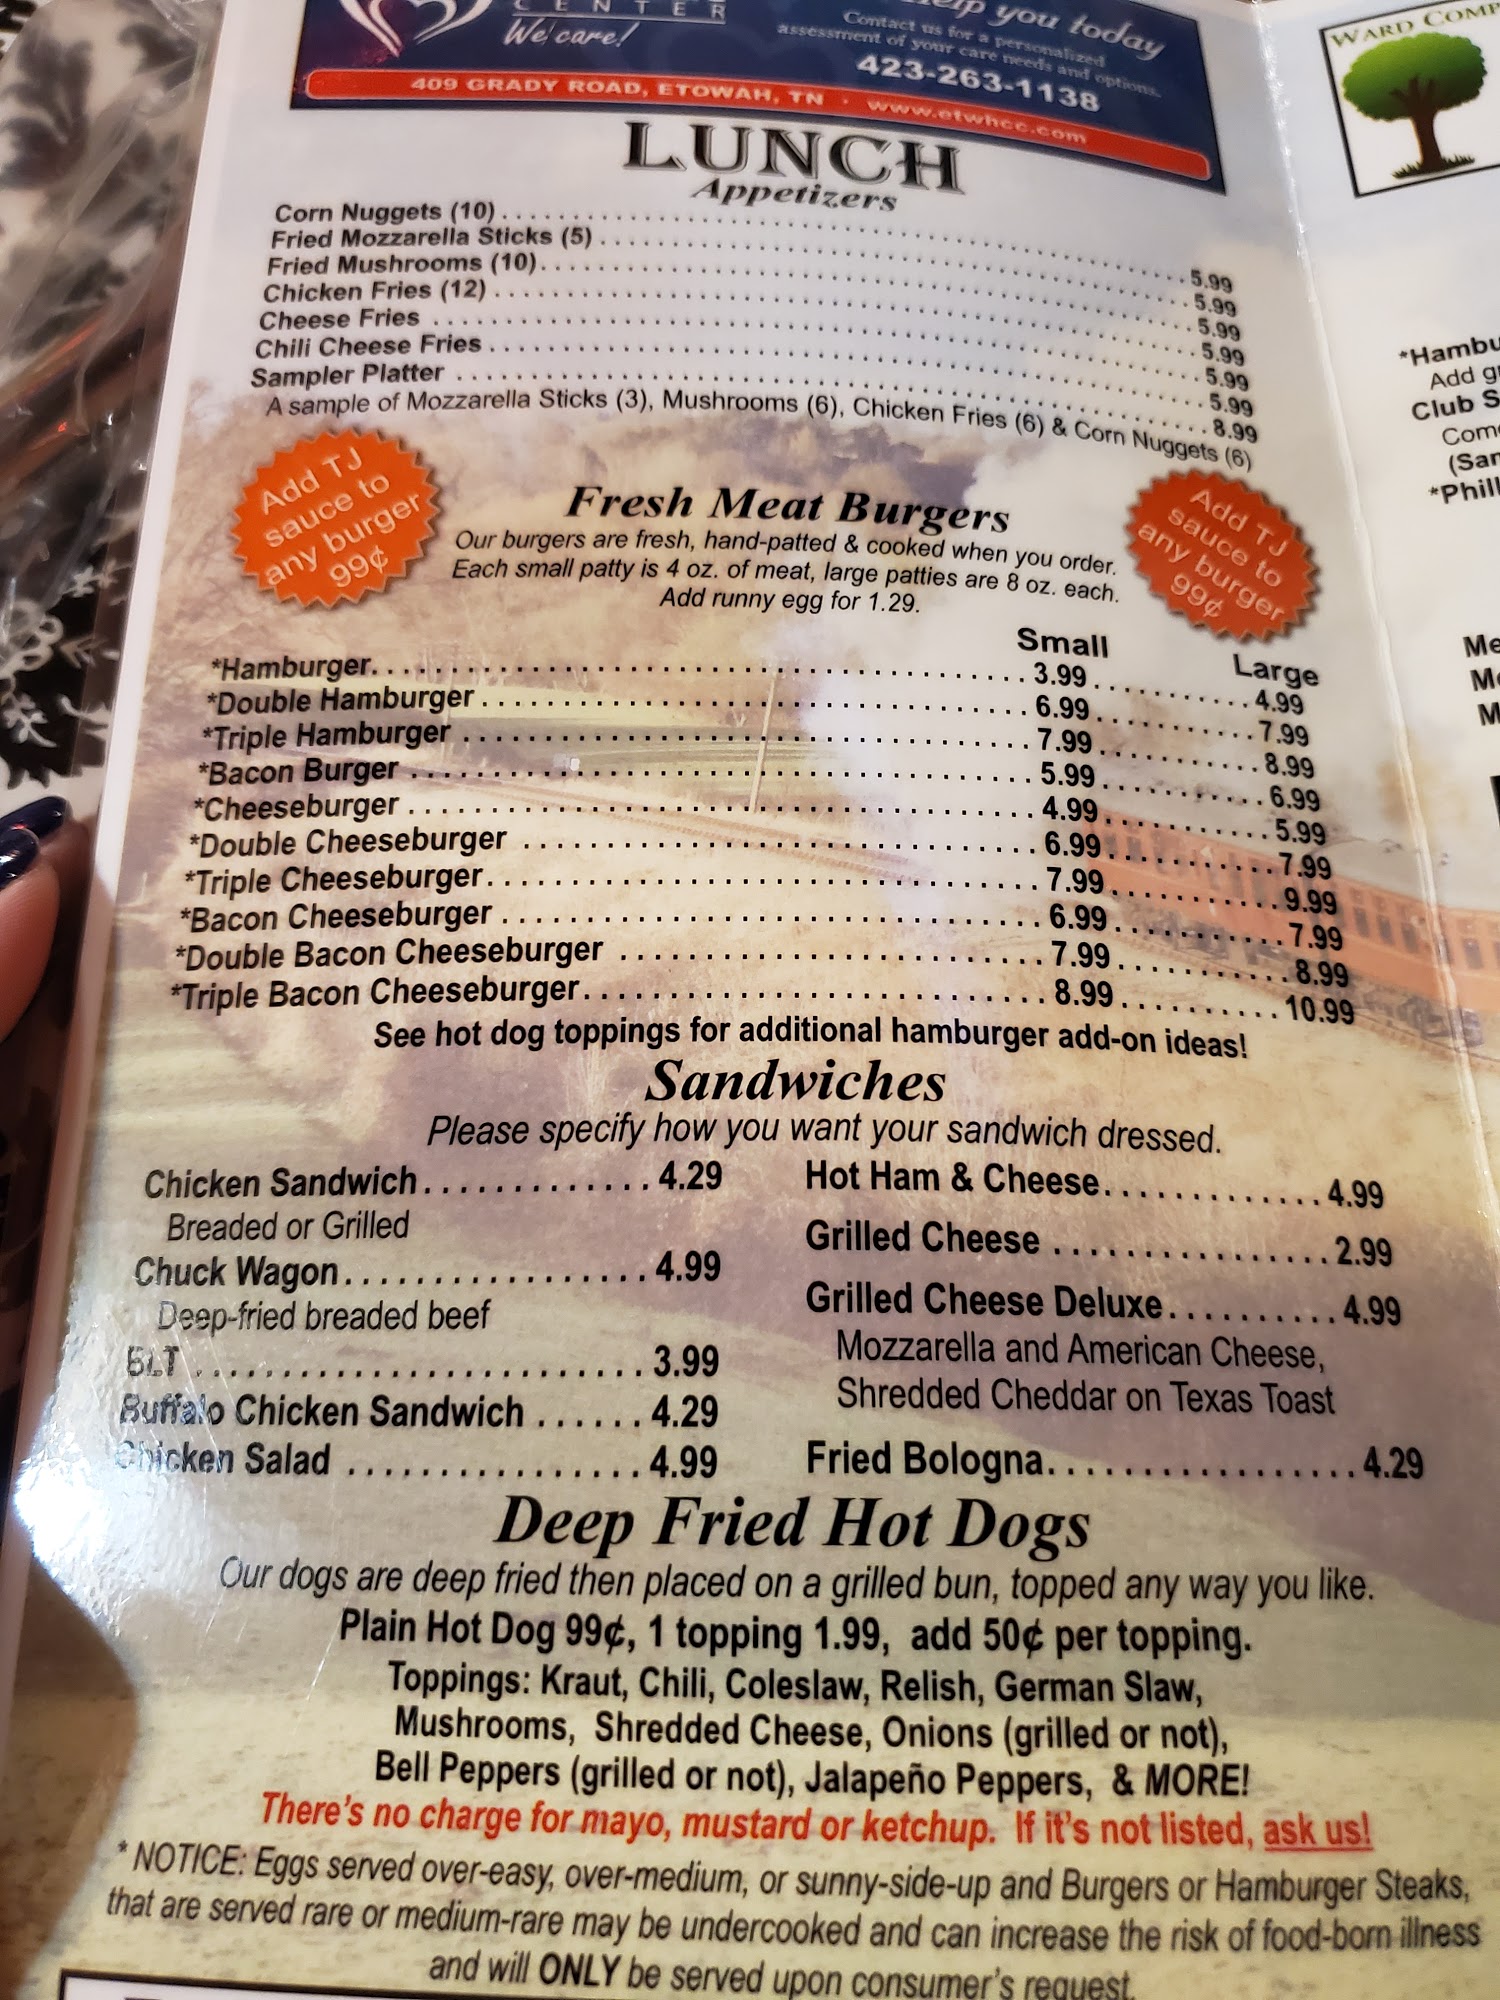 CENTER
We care!
help you today
Contact us for a personalized
assessment of your care needs and options.
423-263-1138
409 GRADY ROAD, ETOWAH, TN · www.etwhcc.com
LUNCH
Appetizers
Corn Nuggets (10) 5.99
Fried Mozzarella Sticks (5) 5.99
Fried Mushrooms (10) 5.99
Chicken Fries (12) 5.99
Cheese Fries 5.99
Chili Cheese Fries 5.99
Sampler Platter 8.99
A sample of Mozzarella Sticks (3), Mushrooms (6), Chicken Fries (6) & Corn Nuggets (6)
Add TJ
sauce to
any burger
99¢
Fresh Meat Burgers
Our burgers are fresh, hand-patted & cooked when you order.
Each small patty is 4 oz. of meat, large patties are 8 oz. each.
Add runny egg for 1.29.
Add TJ
sauce to
any burger
99¢
Small Large
*Hamburger 3.99 4.99
*Double Hamburger 6.99 7.99
*Triple Hamburger 7.99 8.99
*Bacon Burger 5.99 6.99
*Cheeseburger 4.99 5.99
*Double Cheeseburger 6.99 7.99
*Triple Cheeseburger 7.99 9.99
*Bacon Cheeseburger 6.99 7.99
*Double Bacon Cheeseburger 7.99 8.99
*Triple Bacon Cheeseburger 8.99 10.99
See hot dog toppings for additional hamburger add-on ideas!
Sandwiches
Please specify how you want your sandwich dressed.
Chicken Sandwich 4.29
Breaded or Grilled
Chuck Wagon 4.99
Deep-fried breaded beef
BLT 3.99
Buffalo Chicken Sandwich 4.29
Chicken Salad 4.99
Hot Ham & Cheese 4.99
Grilled Cheese 2.99
Grilled Cheese Deluxe 4.99
Mozzarella and American Cheese,
Shredded Cheddar on Texas Toast
Fried Bologna 4.29
Deep Fried Hot Dogs
Our dogs are deep fried then placed on a grilled bun, topped any way you like.
Plain Hot Dog 99¢, 1 topping 1.99, add 50¢ per topping.
Toppings: Kraut, Chili, Coleslaw, Relish, German Slaw,
Mushrooms, Shredded Cheese, Onions (grilled or not),
Bell Peppers (grilled or not), Jalapeño Peppers, & MORE!
There's no charge for mayo, mustard or ketchup. If it's not listed, ask us!
* NOTICE: Eggs served over-easy, over-medium, or sunny-side-up and Burgers or Hamburger Steaks,
that are served rare or medium-rare may be undercooked and can increase the risk of food-born illness
and will ONLY be served upon consumer's request.
WARD
Add
Club